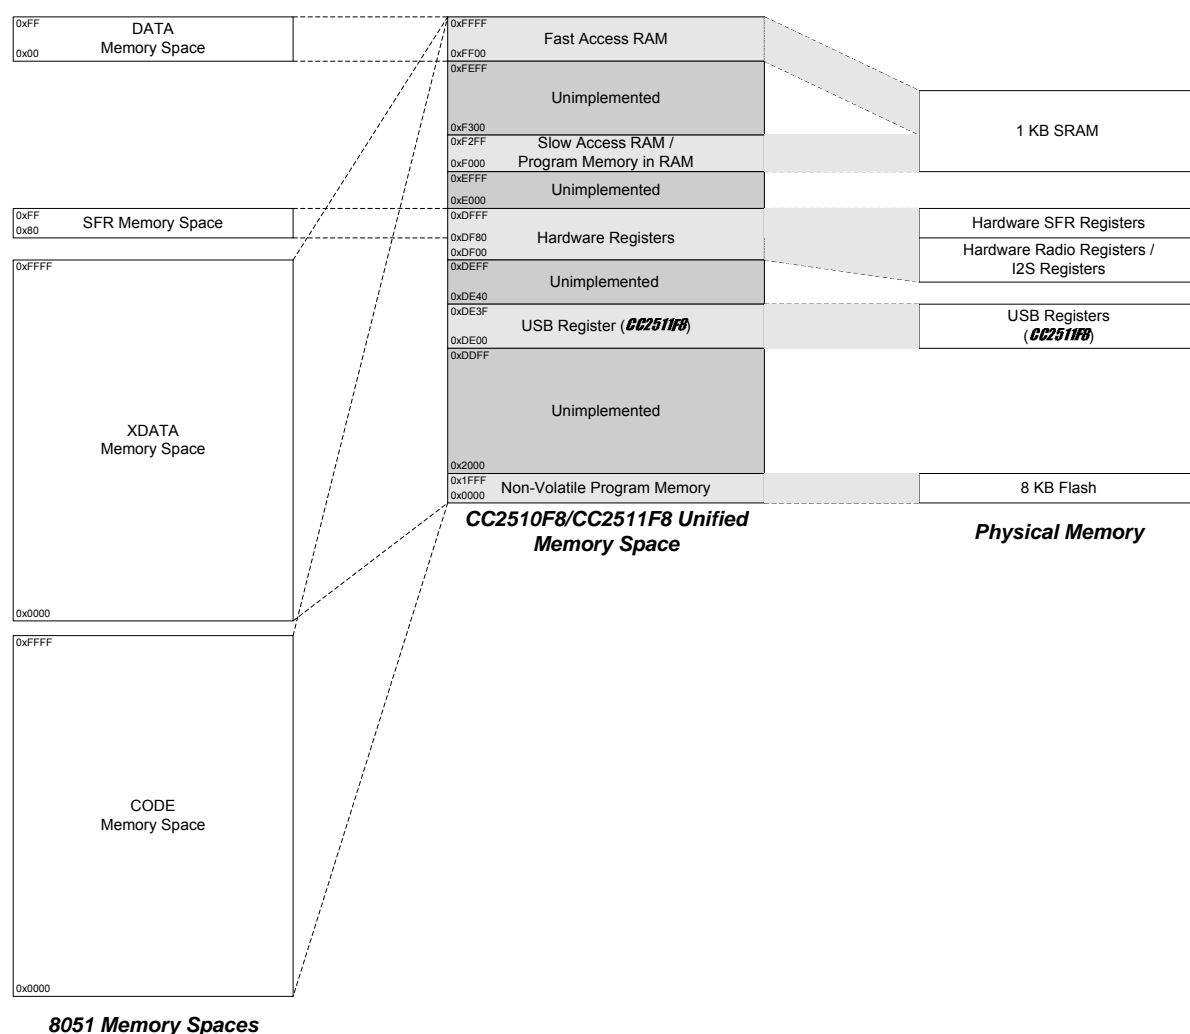 0xFF
DATA
Memory Space
0x00
0xFF
SFR Memory Space
0x80
0xFFFF
XDATA
Memory Space
0x0000
0xFFFF
CODE
Memory Space
0x0000
8051 Memory Spaces
0xFFFF
Fast Access RAM
0xFF00
0xFEFF
Unimplemented
0xF300
0xF2FF
Slow Access RAM /
Program Memory in RAM
0xF000
0xEFFF
Unimplemented
0xE000
0xDFFF
0xDF80
Hardware Registers
0xDF00
0xDEFF
Unimplemented
0xDE40
0xDE3F
USB Register (CC2511F8)
0xDE00
0xDDFF
Unimplemented
0x2000
0x1FFF
Non-Volatile Program Memory
0x0000
CC2510F8/CC2511F8 Unified
Memory Space
1 KB SRAM
Hardware SFR Registers
Hardware Radio Registers /
I2S Registers
USB Registers
(CC2511F8)
8 KB Flash
Physical Memory